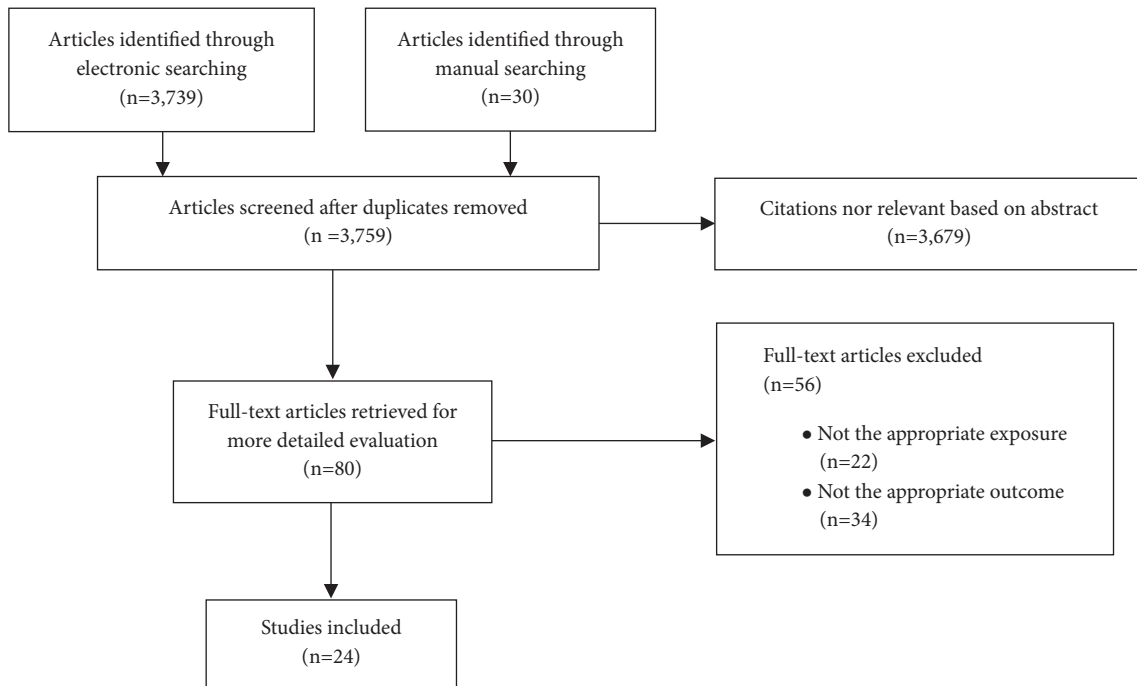 Articles identified through
electronic searching
(n=3,739)
Articles identified through
manual searching
(n=30)
Articles screened after duplicates removed
(n =3,759)
Citations nor relevant based on abstract
(n=3,679)
Full-text articles retrieved for
more detailed evaluation
(n=80)
Full-text articles excluded
(n=56)
• Not the appropriate exposure
(n=22)
• Not the appropriate outcome
(n=34)
Studies included
(n=24)